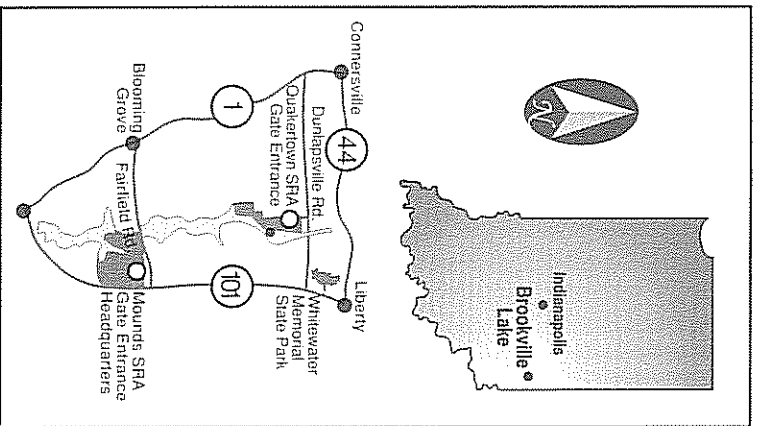 N
Indianapolis
Brookville
Lake
Connersville
44
Liberty
Dunlapsville Rd.
Quakertown SRA
Gate Entrance
Whitewater
Memorial
State Park
1
101
Blooming
Grove
Fairfield Rd.
Mounds SRA
Gate Entrance
Headquarters